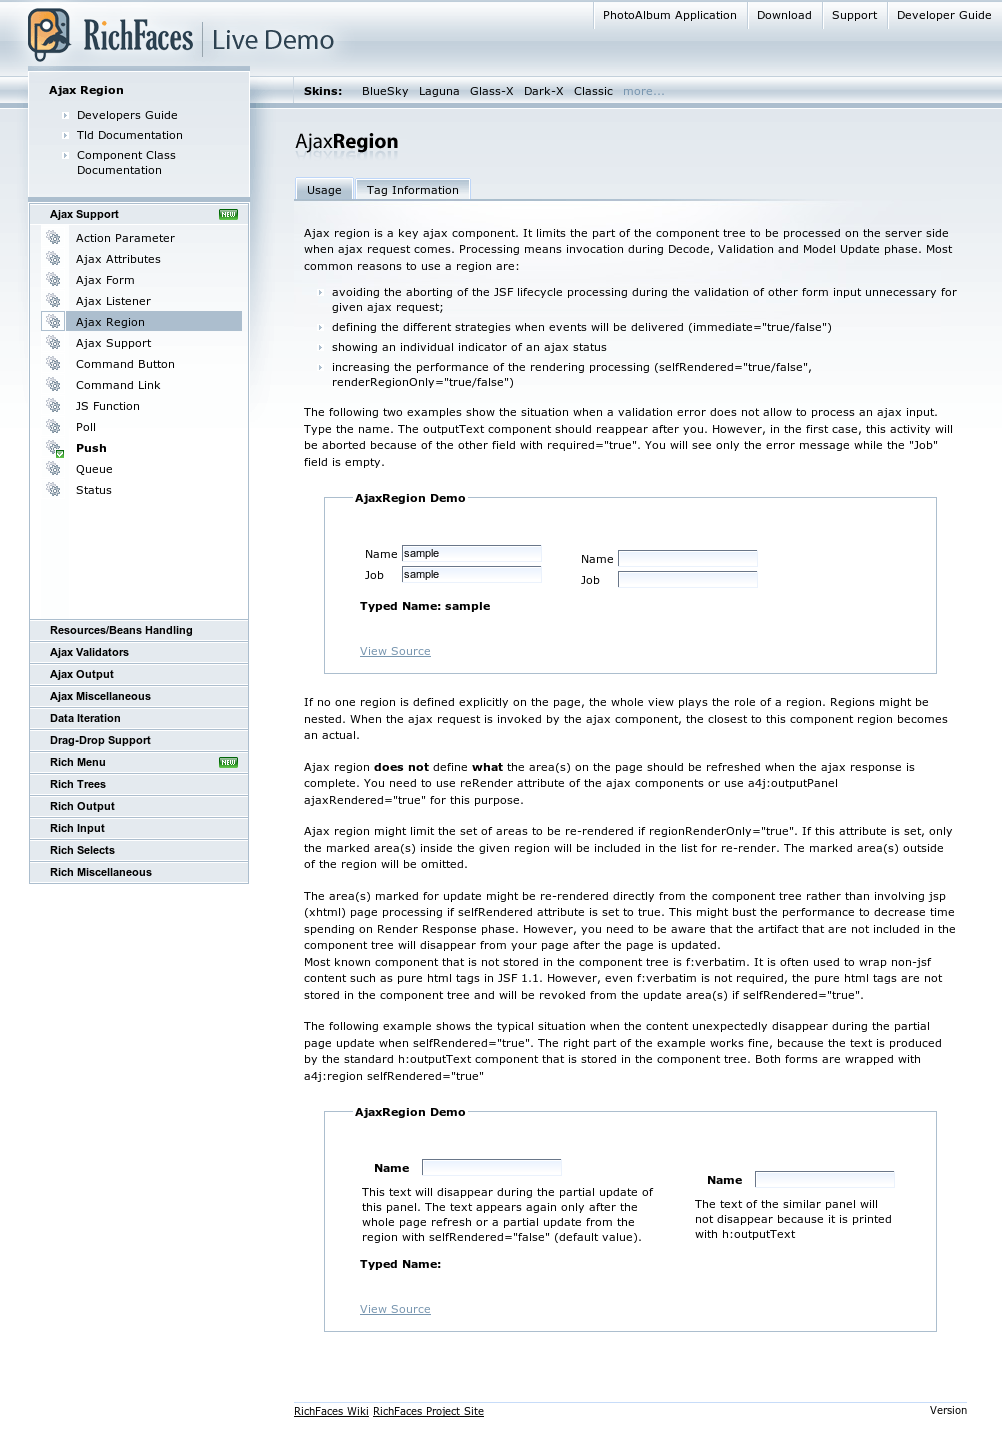 PhotoAlbum Application Download Support Developer Guide
RichFaces Live Demo
Skins: BlueSky Laguna Glass-X Dark-X Classic more...
Ajax Region
Developers Guide
Tld Documentation
Component Class
Documentation
Ajax Support NEW
Action Parameter
Ajax Attributes
Ajax Form
Ajax Listener
Ajax Region
Ajax Support
Command Button
Command Link
JS Function
Poll
Push
Queue
Status
Resources/Beans Handling
Ajax Validators
Ajax Output
Ajax Miscellaneous
Data Iteration
Drag-Drop Support
Rich Menu NEW
Rich Trees
Rich Output
Rich Input
Rich Selects
Rich Miscellaneous
AjaxRegion
Usage Tag Information
Ajax region is a key ajax component. It limits the part of the component tree to be processed on the server side
when ajax request comes. Processing means invocation during Decode, Validation and Model Update phase. Most
common reasons to use a region are:
avoiding the aborting of the JSF lifecycle processing during the validation of other form input unnecessary for
given ajax request;
defining the different strategies when events will be delivered (immediate="true/false")
showing an individual indicator of an ajax status
increasing the performance of the rendering processing (selfRendered="true/false",
renderRegionOnly="true/false")
The following two examples show the situation when a validation error does not allow to process an ajax input.
Type the name. The outputText component should reappear after you. However, in the first case, this activity will
be aborted because of the other field with required="true". You will see only the error message while the "Job"
field is empty.
AjaxRegion Demo
Name sample
Job sample
Name
Job
Typed Name: sample
View Source
If no one region is defined explicitly on the page, the whole view plays the role of a region. Regions might be
nested. When the ajax request is invoked by the ajax component, the closest to this component region becomes
an actual.
Ajax region does not define what the area(s) on the page should be refreshed when the ajax response is
complete. You need to use reRender attribute of the ajax components or use a4j:outputPanel
ajaxRendered="true" for this purpose.
Ajax region might limit the set of areas to be re-rendered if regionRenderOnly="true". If this attribute is set, only
the marked area(s) inside the given region will be included in the list for re-render. The marked area(s) outside
of the region will be omitted.
The area(s) marked for update might be re-rendered directly from the component tree rather than involving jsp
(xhtml) page processing if selfRendered attribute is set to true. This might bust the performance to decrease time
spending on Render Response phase. However, you need to be aware that the artifact that are not included in the
component tree will disappear from your page after the page is updated.
Most known component that is not stored in the component tree is f:verbatim. It is often used to wrap non-jsf
content such as pure html tags in JSF 1.1. However, even f:verbatim is not required, the pure html tags are not
stored in the component tree and will be revoked from the update area(s) if selfRendered="true".
The following example shows the typical situation when the content unexpectedly disappear during the partial
page update when selfRendered="true". The right part of the example works fine, because the text is produced
by the standard h:outputText component that is stored in the component tree. Both forms are wrapped with
a4j:region selfRendered="true"
AjaxRegion Demo
Name
This text will disappear during the partial update of
this panel. The text appears again only after the
whole page refresh or a partial update from the
region with selfRendered="false" (default value).
Name
The text of the similar panel will
not disappear because it is printed
with h:outputText
Typed Name:
View Source
RichFaces Wiki RichFaces Project Site Version